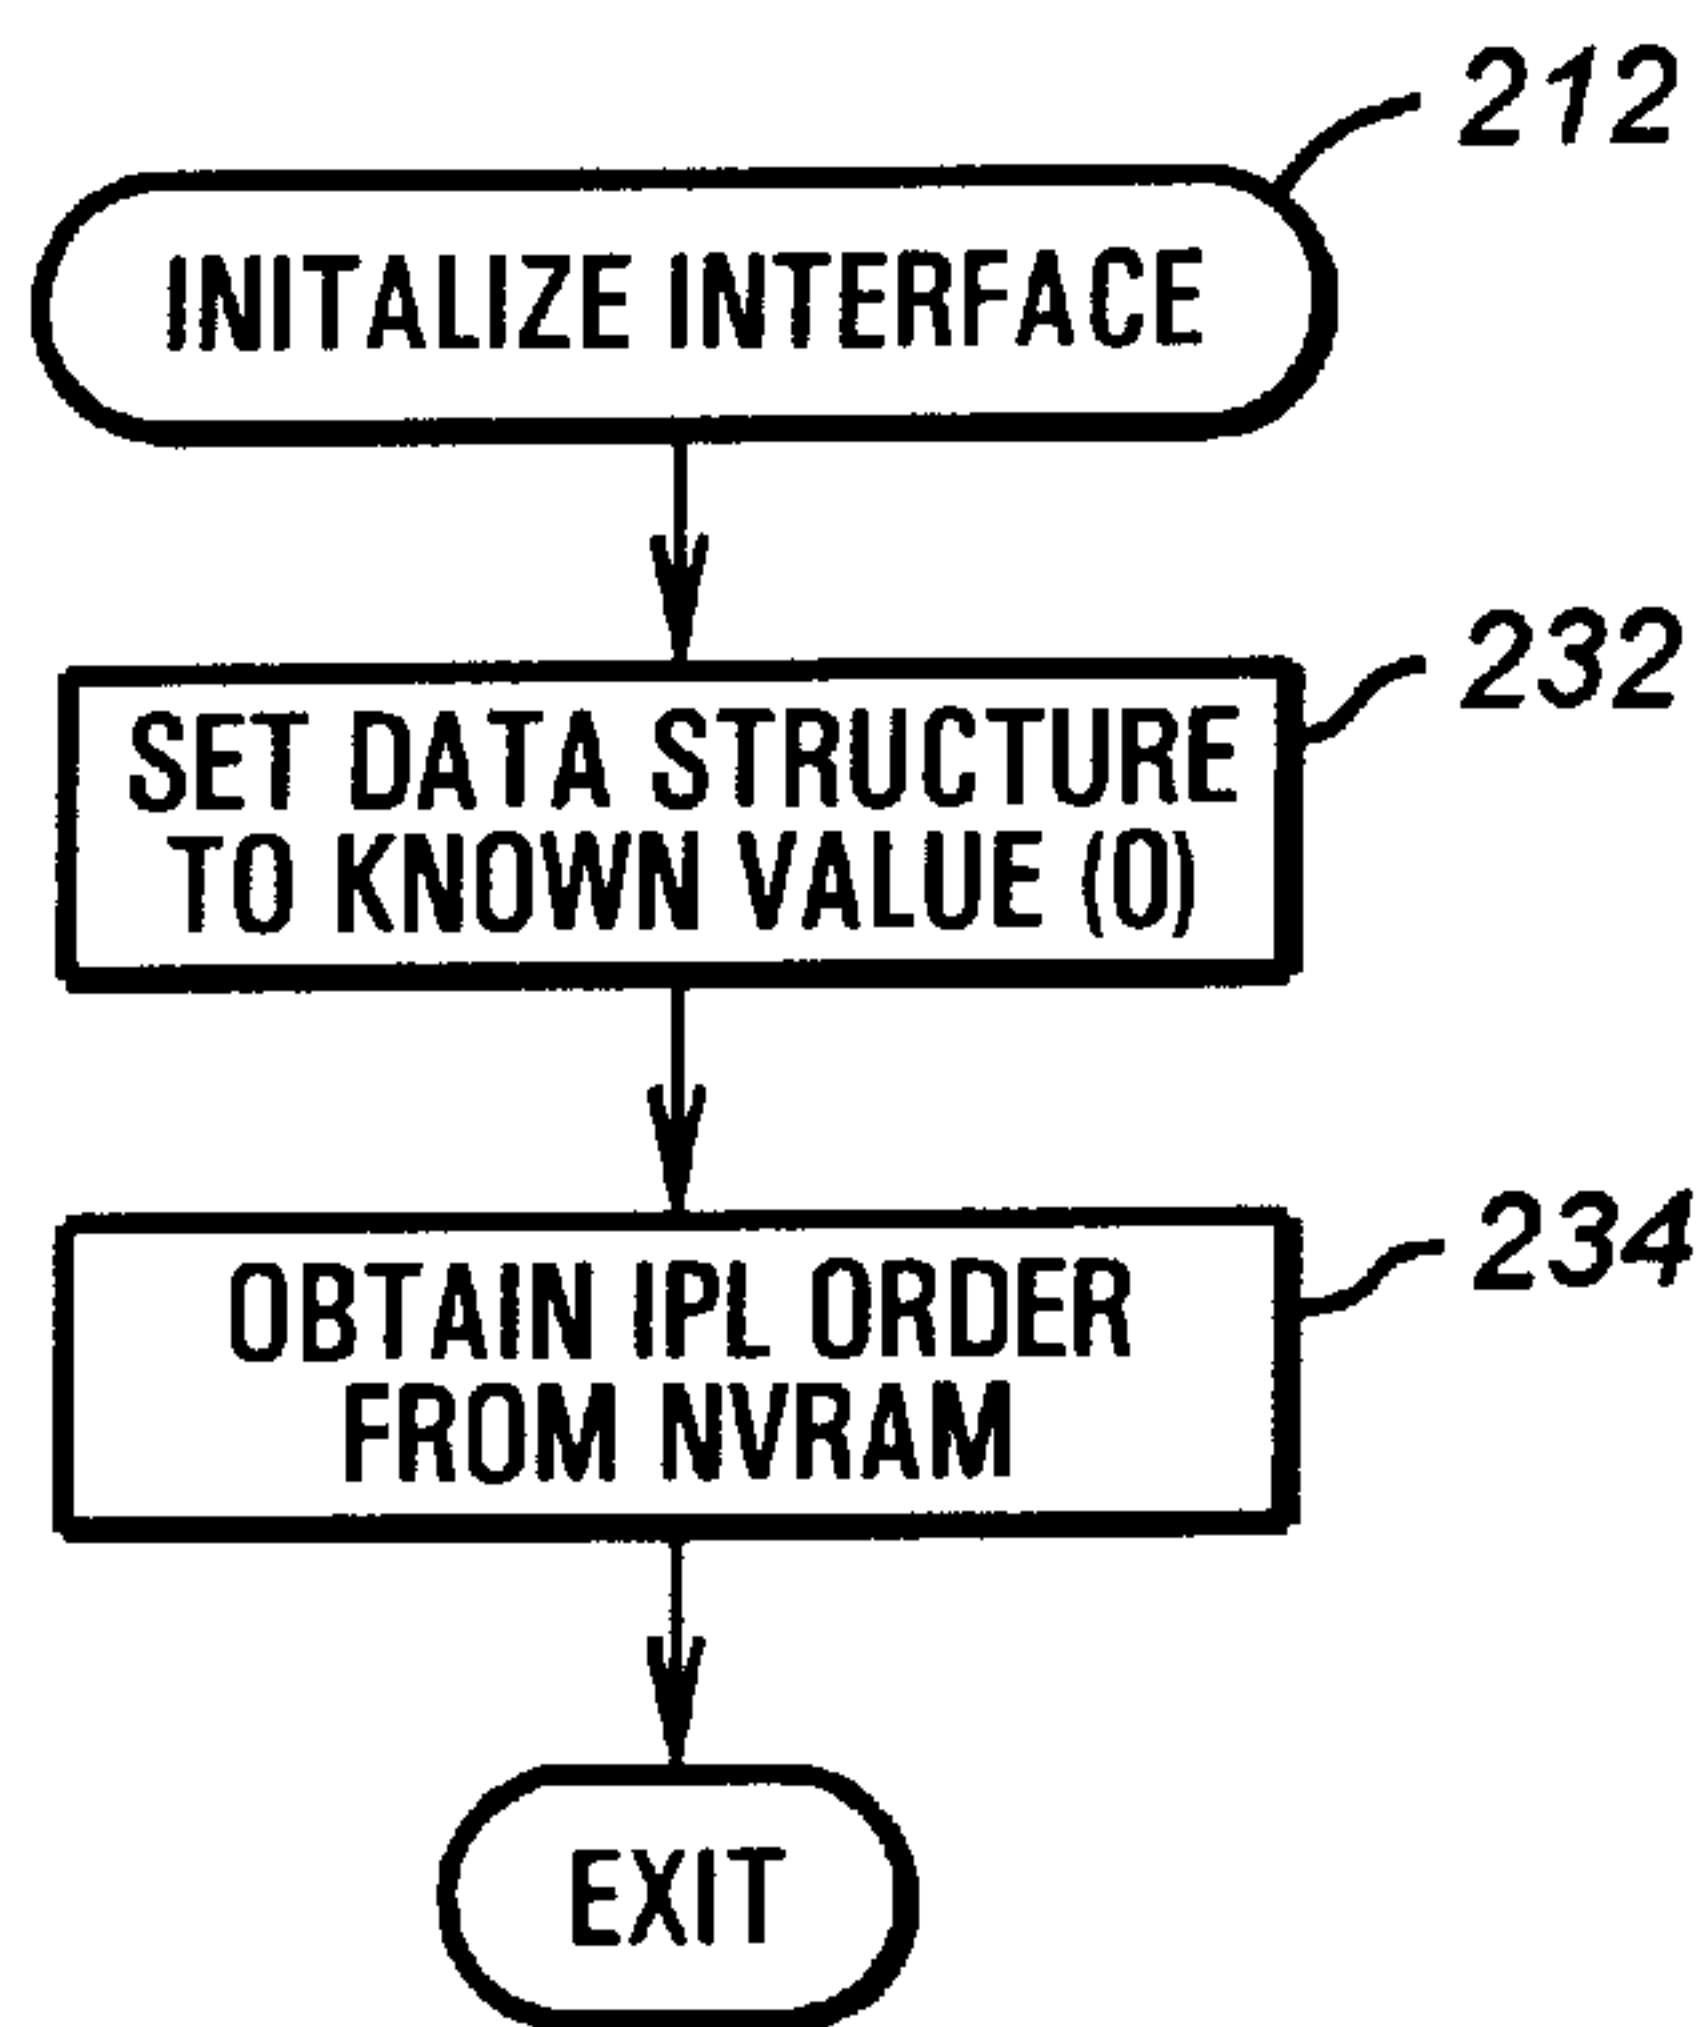 212
INITALIZE INTERFACE
232
SET DATA STRUCTURE
TO KNOWN VALUE (0)
234
OBTAIN IPL ORDER
FROM NVRAM
EXIT